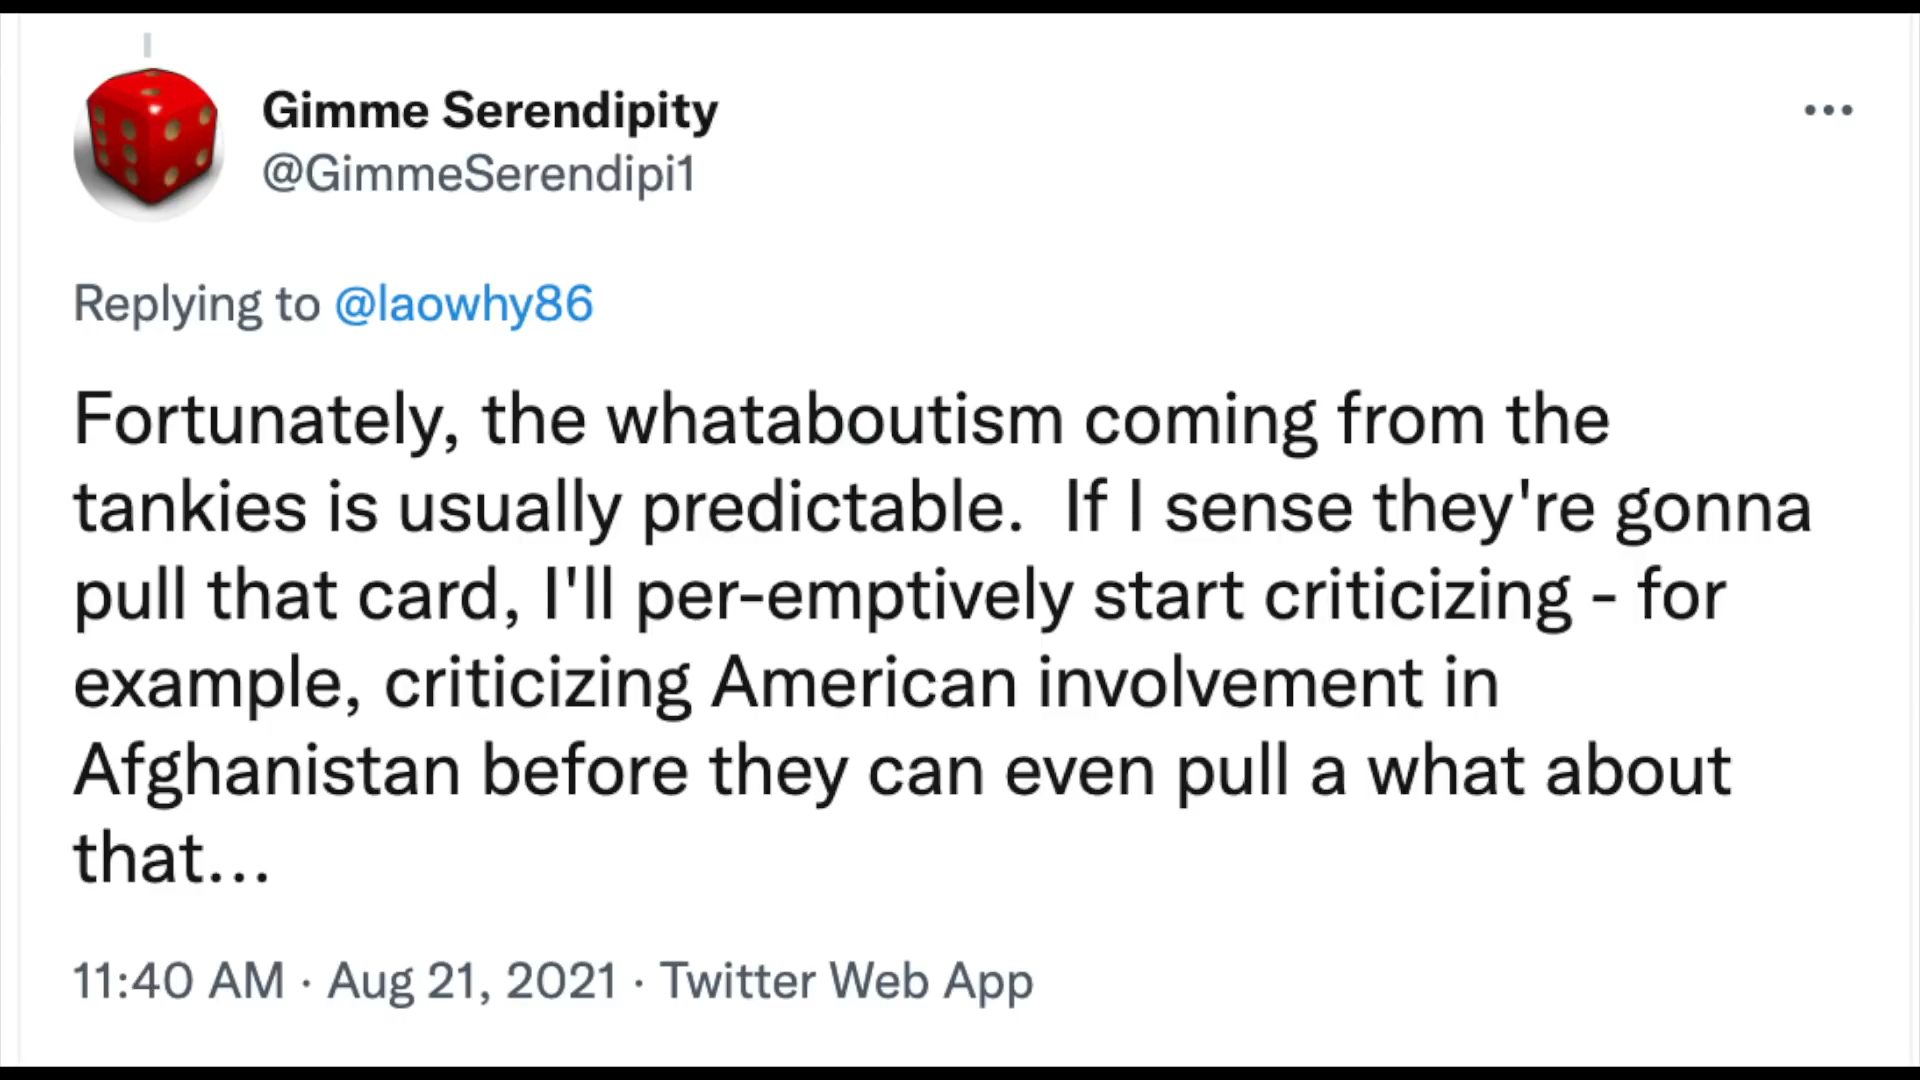 Gimme Serendipity
@GimmeSerendipi1
Replying to @laowhy86
Fortunately, the whataboutism coming from the
tankies is usually predictable.  If I sense they're gonna
pull that card, I'll per-emptively start criticizing - for
example, criticizing American involvement in
Afghanistan before they can even pull a what about
that...
11:40 AM · Aug 21, 2021 · Twitter Web App